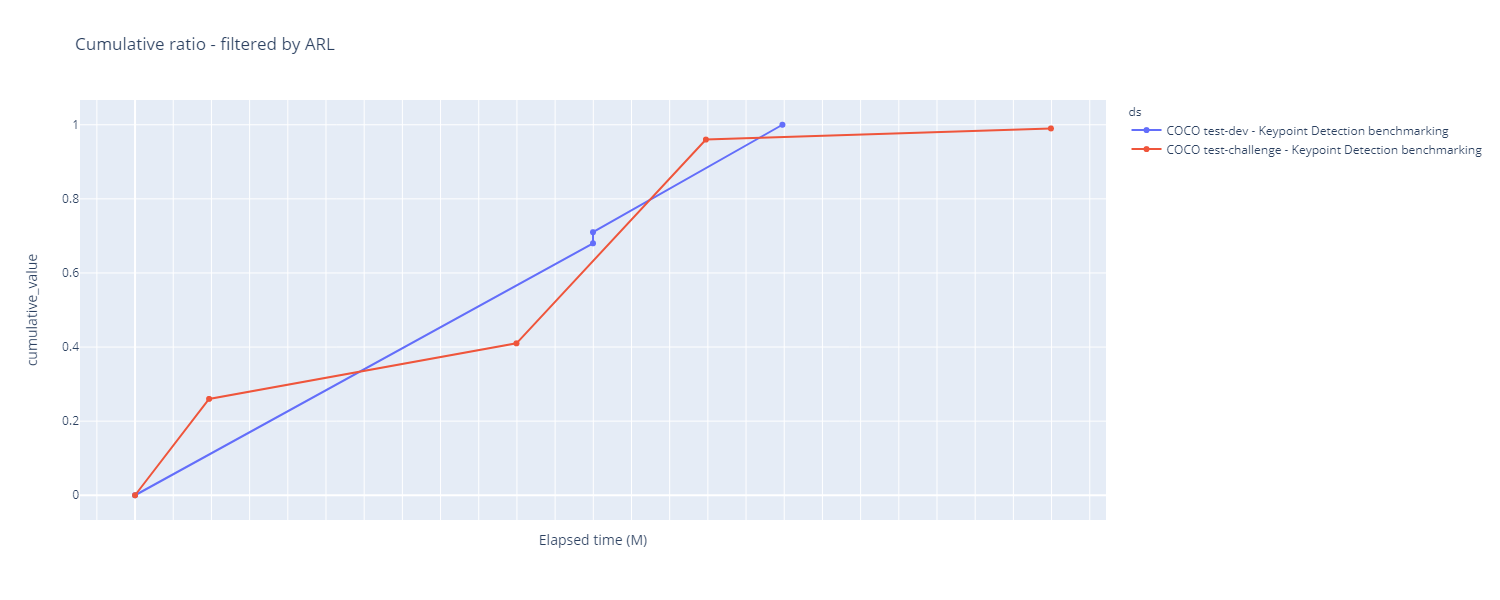 Cumulative ratio - filtered by ARL
ds
COCO test-dev - Keypoint Detection benchmarking
COCO test-challenge - Keypoint Detection benchmarking
1
0.8
0.6
0.4
0.2
0
cumulative_value
Elapsed time (M)